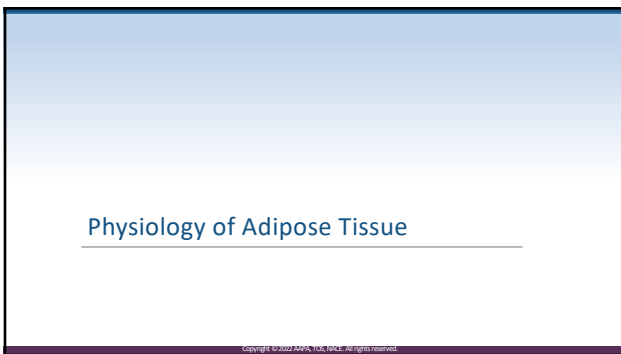 Physiology of Adipose Tissue
Copyright © 2022 AAPA, TOS, NACE. All rights reserved.